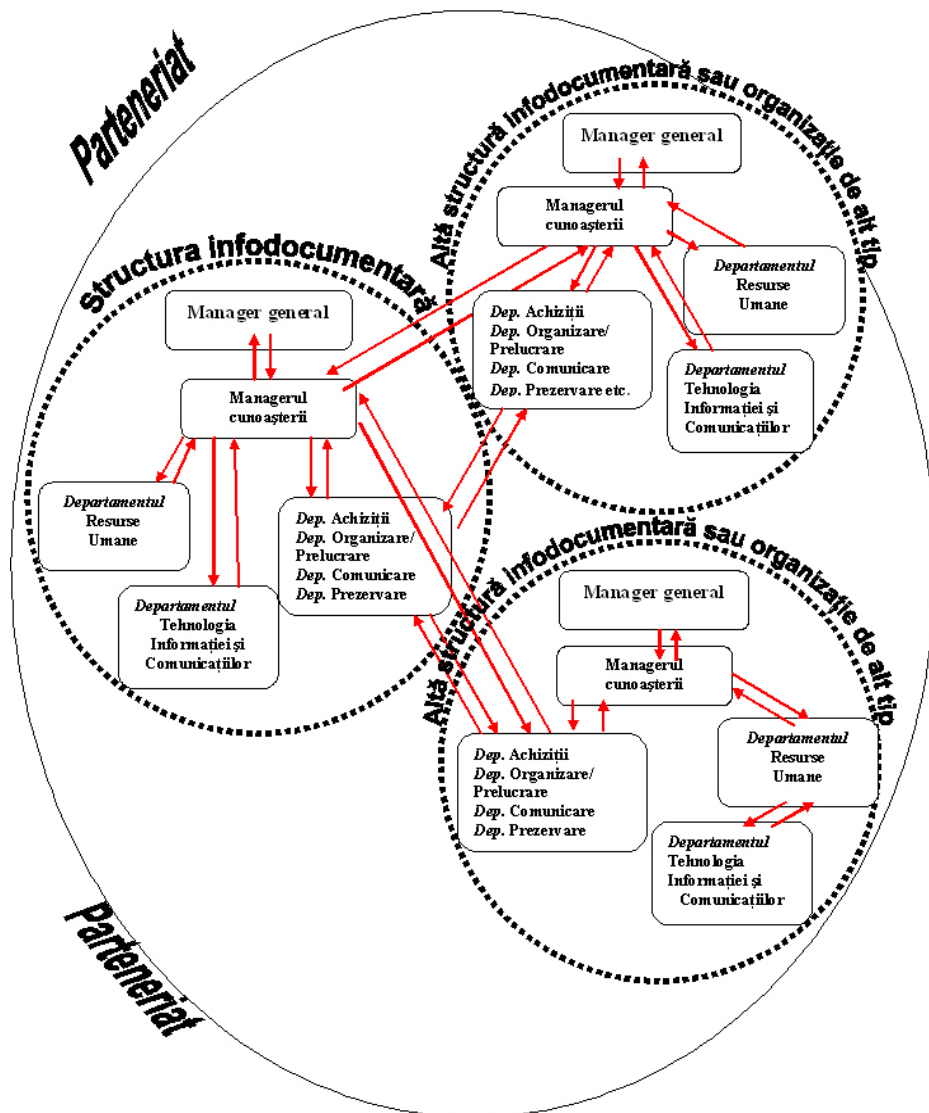 Parteneriat
Altă structură infodocumentară sau organizație de alt tip
Manager general
Managerul
cunoașterii
Departamentul
Resurse
Umane
Dep. Achiziții
Dep. Organizare/
Prelucrare
Dep. Comunicare
Dep. Prezervare etc.
Departamentul
Tehnologia
Informației și
Comunicațiilor
Structura infodocumentară
Manager general
Managerul
cunoașterii
Departamentul
Resurse
Umane
Dep. Achiziții
Dep. Organizare/
Prelucrare
Dep. Comunicare
Dep. Prezervare
Departamentul
Tehnologia
Informației și
Comunicațiilor
Altă structură infodocumentară sau organizație de alt tip
Manager general
Managerul
cunoașterii
Departamentul
Resurse
Umane
Dep. Achiziții
Dep. Organizare/
Prelucrare
Dep. Comunicare
Dep. Prezervare
Departamentul
Tehnologia
Informației și
Comunicațiilor
Parteneriat